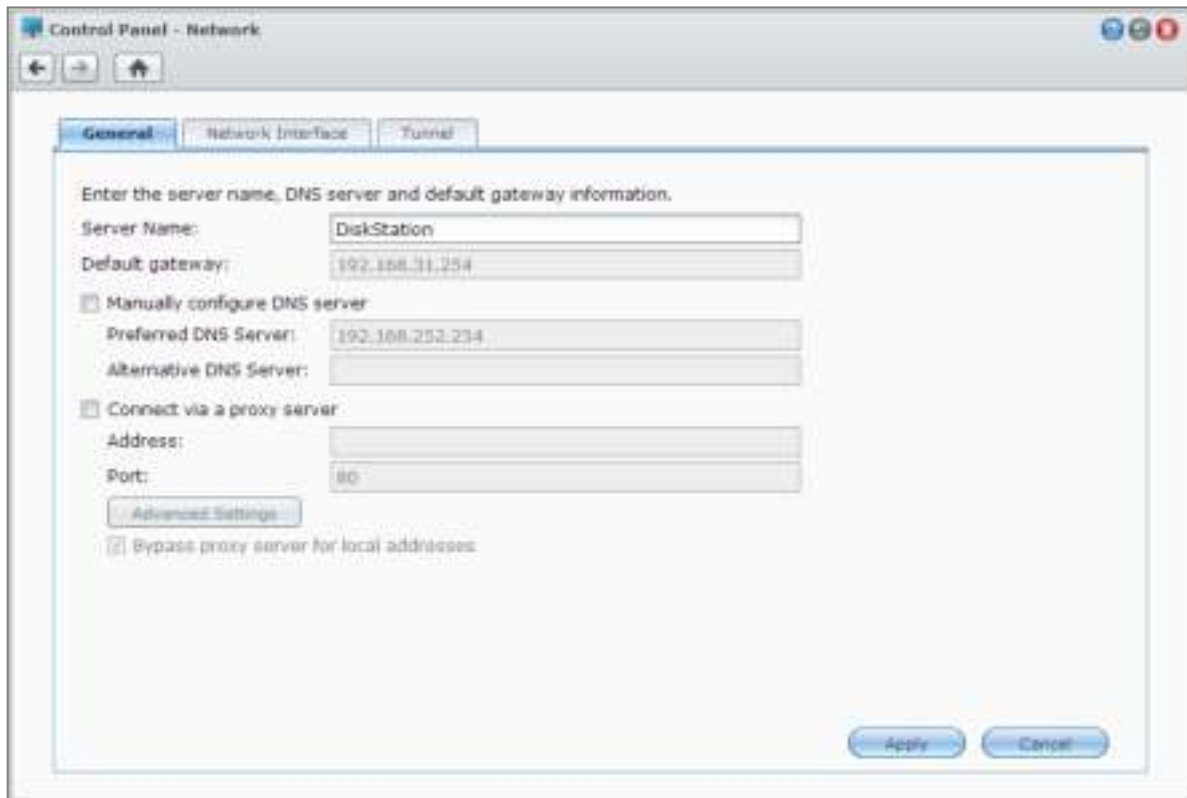 Control Panel - Network
General Network Interface Tunnel
Enter the server name, DNS server and default gateway information.
Server Name: DiskStation
Default gateway: 192.168.31.254
Manually configure DNS server
Preferred DNS Server: 192.168.252.254
Alternative DNS Server:
Connect via a proxy server
Address:
Port: 80
Advanced Settings
Bypass proxy server for local addresses
Apply Cancel